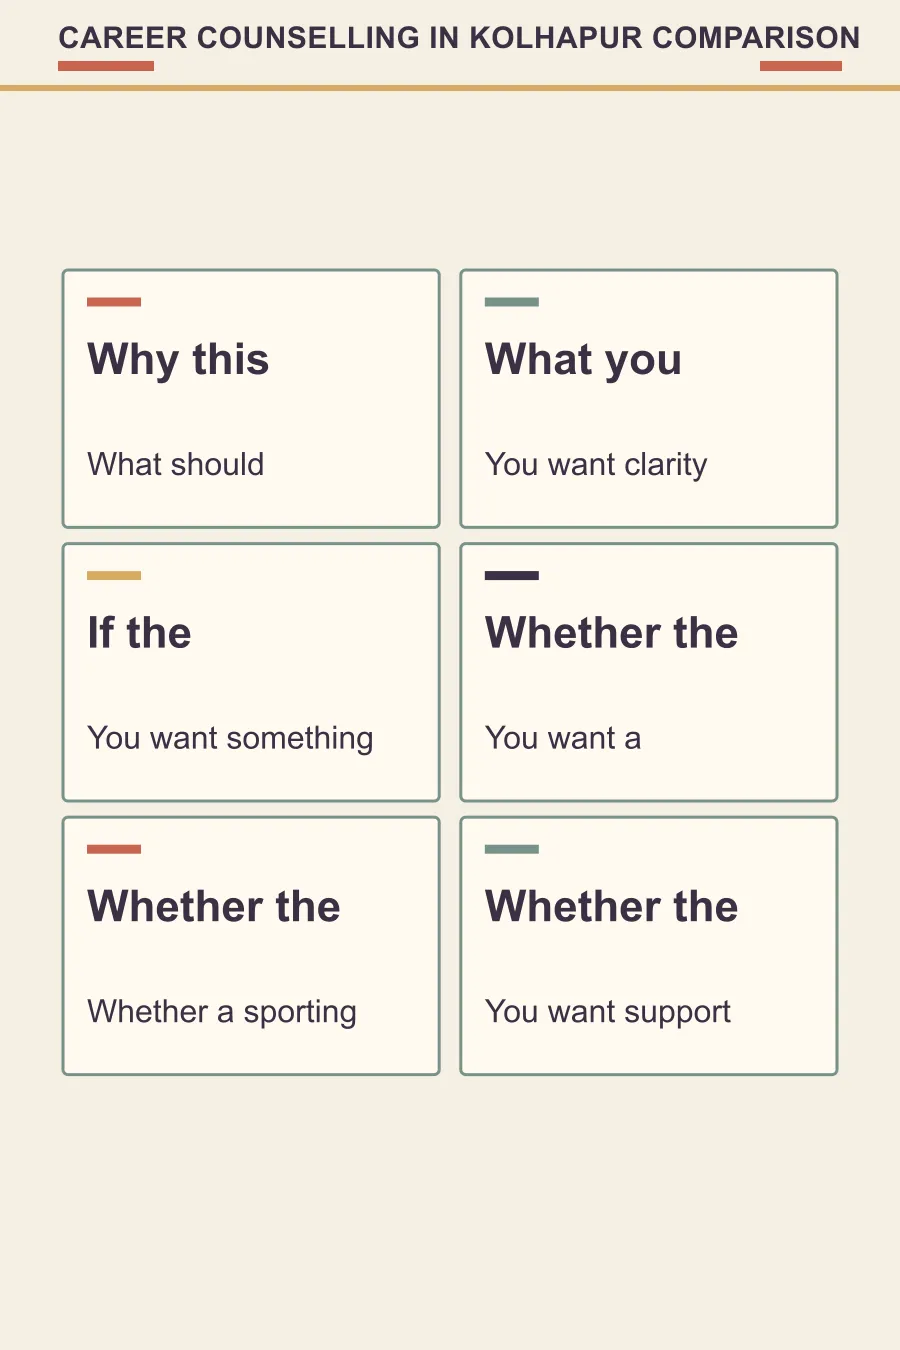 CAREER COUNSELLING IN KOLHAPUR COMPARISON
Why this
What should
What you
You want clarity
If the
You want something
Whether the
You want a
Whether the
Whether a sporting
Whether the
You want support